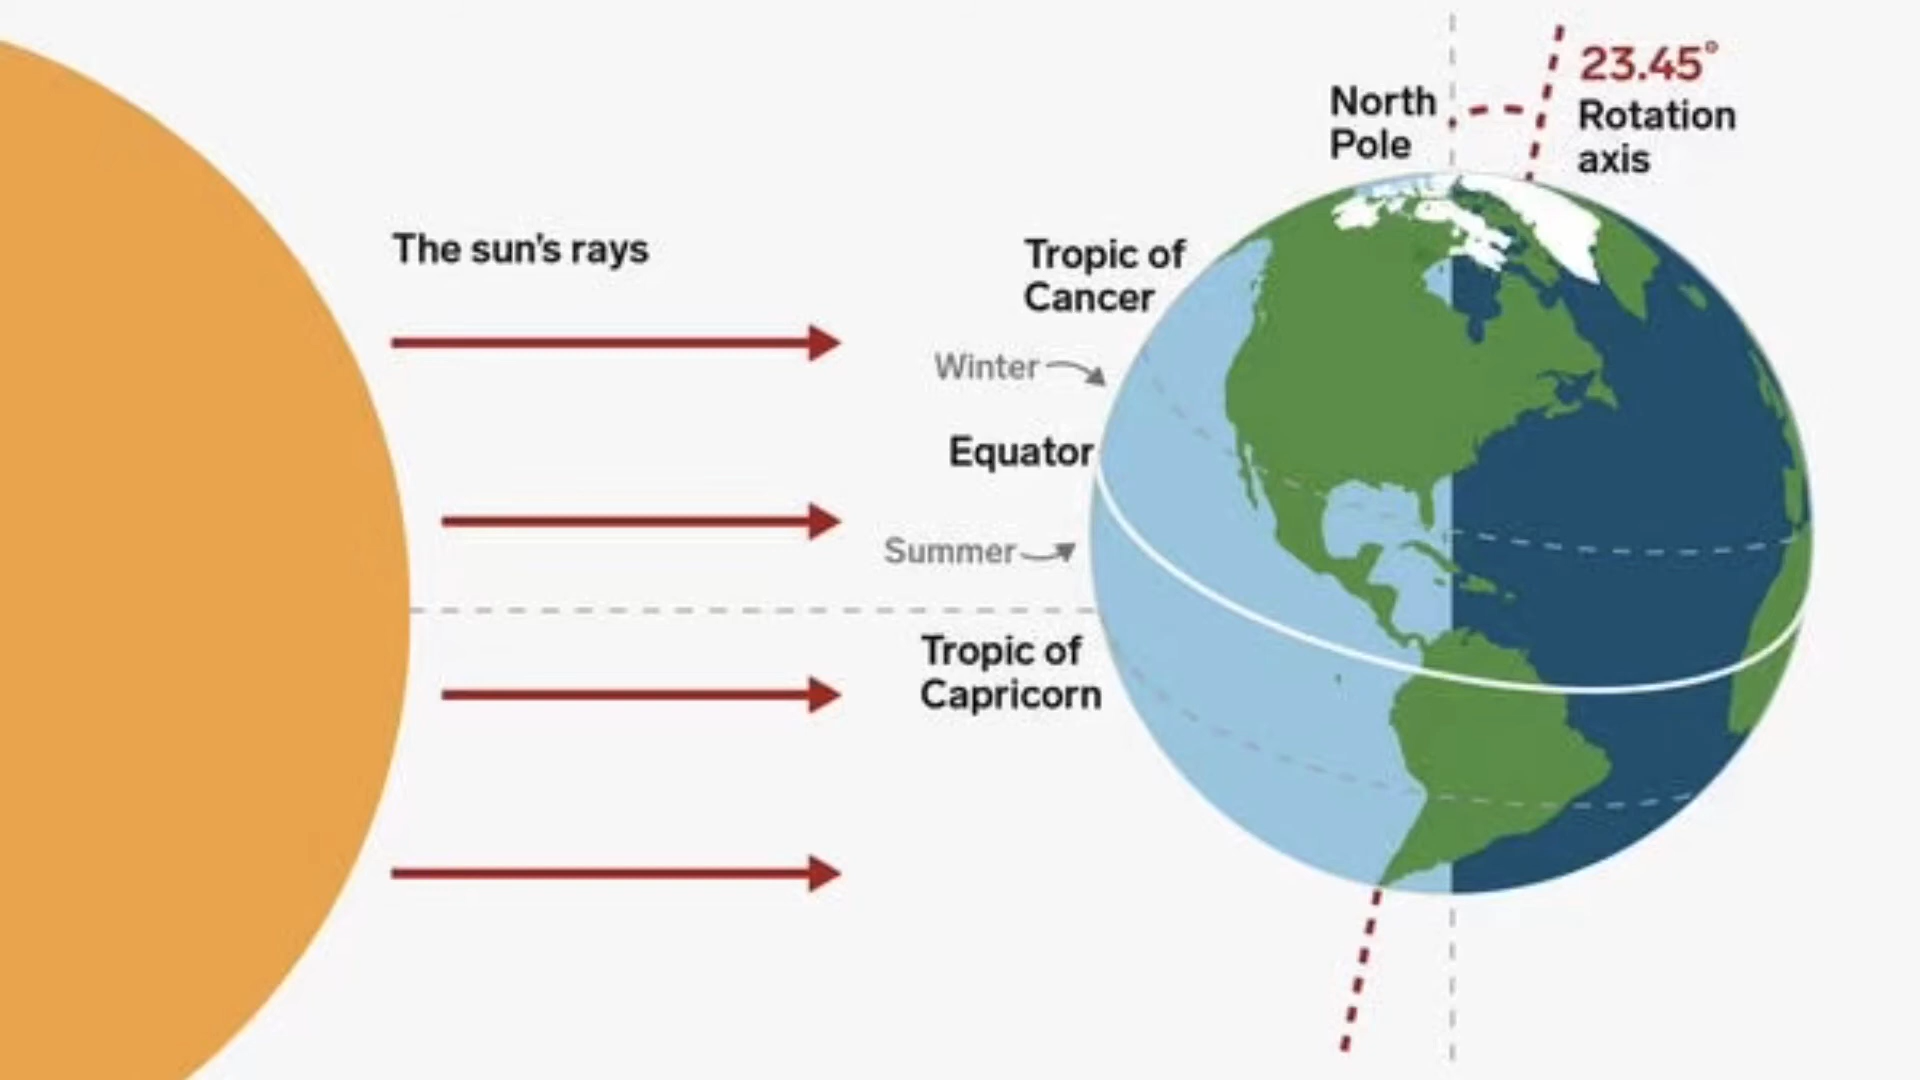 The sun's rays
North
Pole
23.45°
Rotation
axis
Tropic of
Cancer
Winter
Equator
Summer
Tropic of
Capricorn